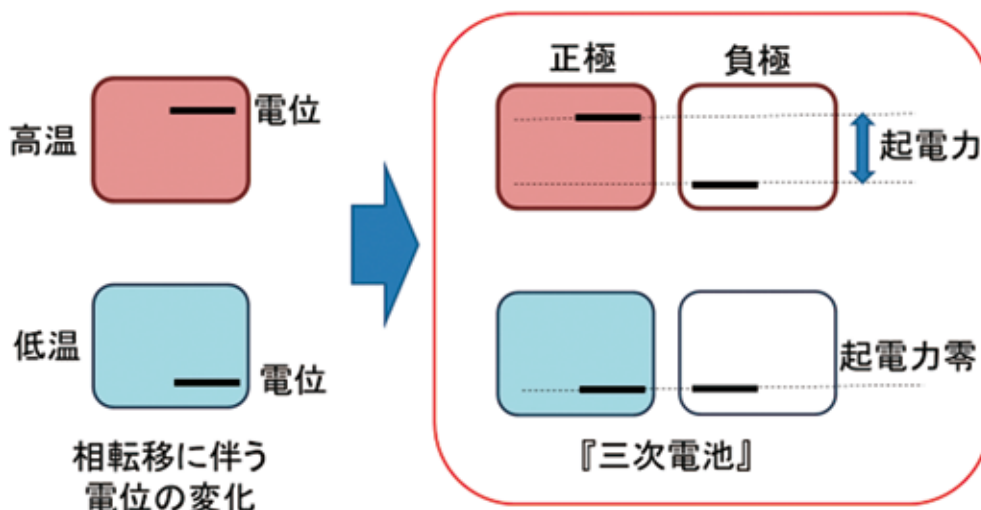 高温
電位
低温
電位
相転移に伴う
電位の変化
正極
負極
起電力
起電力零
『三次電池』